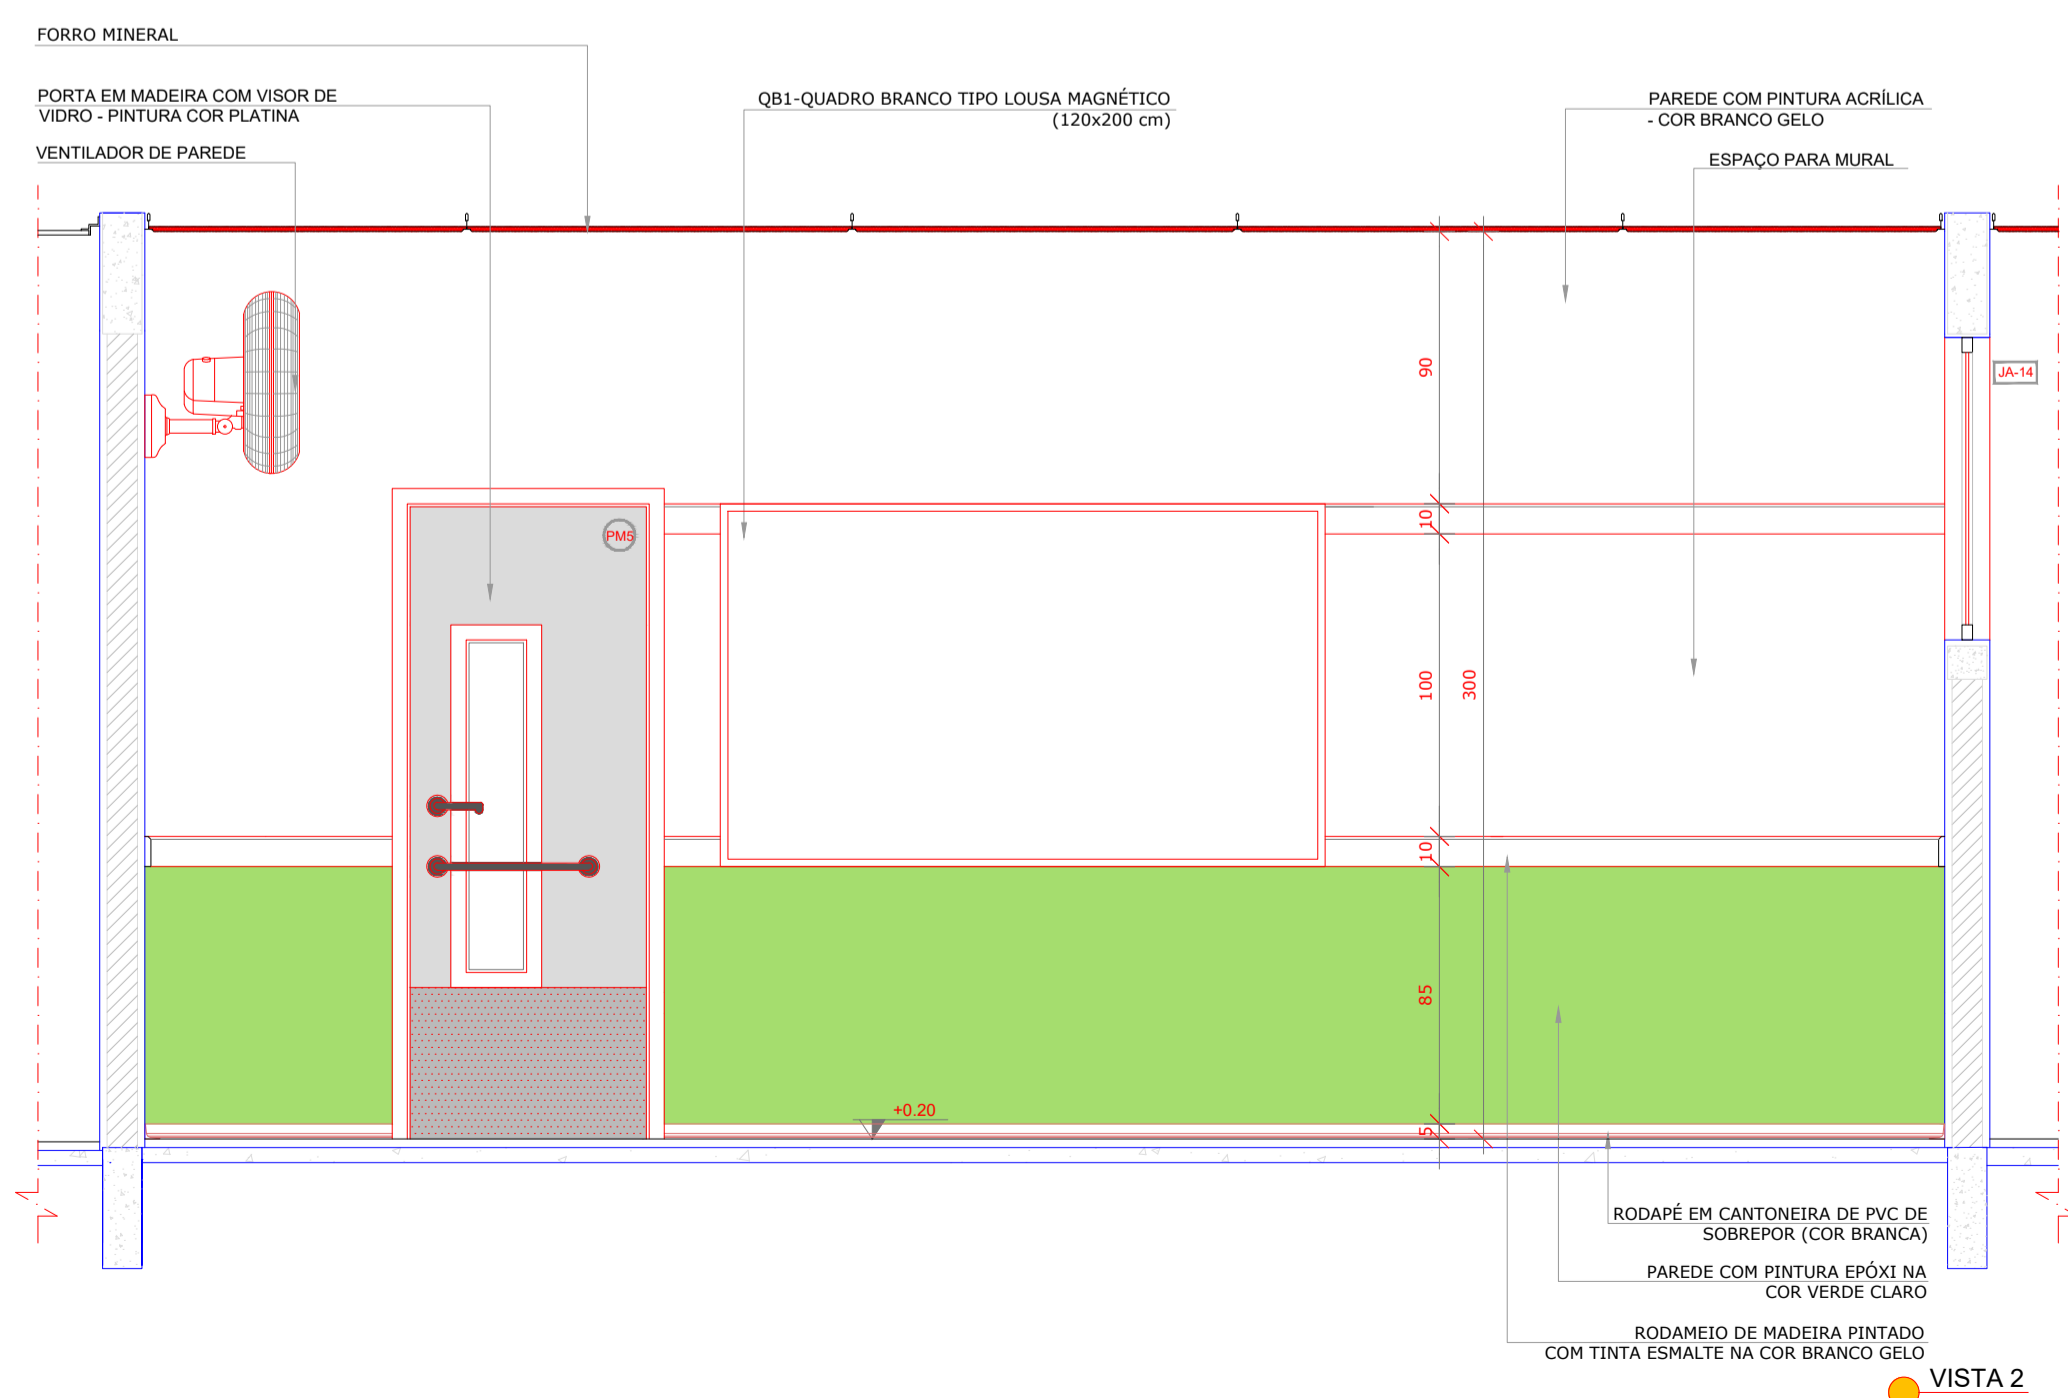 FORRO MINERAL
PORTA EM MADEIRA COM VISOR DE
VIDRO - PINTURA COR PLATINA
VENTILADOR DE PAREDE
QB1-QUADRO BRANCO TIPO LOUSA MAGNÉTICO
(120x200 cm)
PAREDE COM PINTURA ACRÍLICA
- COR BRANCO GELO
ESPAÇO PARA MURAL
JA-14
PM5
90
10
100
300
10
85
5
+0.20
RODAPÉ EM CANTONEIRA DE PVC DE
SOBREPOR (COR BRANCA)
PAREDE COM PINTURA EPÓXI NA
COR VERDE CLARO
RODAMEIO DE MADEIRA PINTADO
COM TINTA ESMALTE NA COR BRANCO GELO
VISTA 2